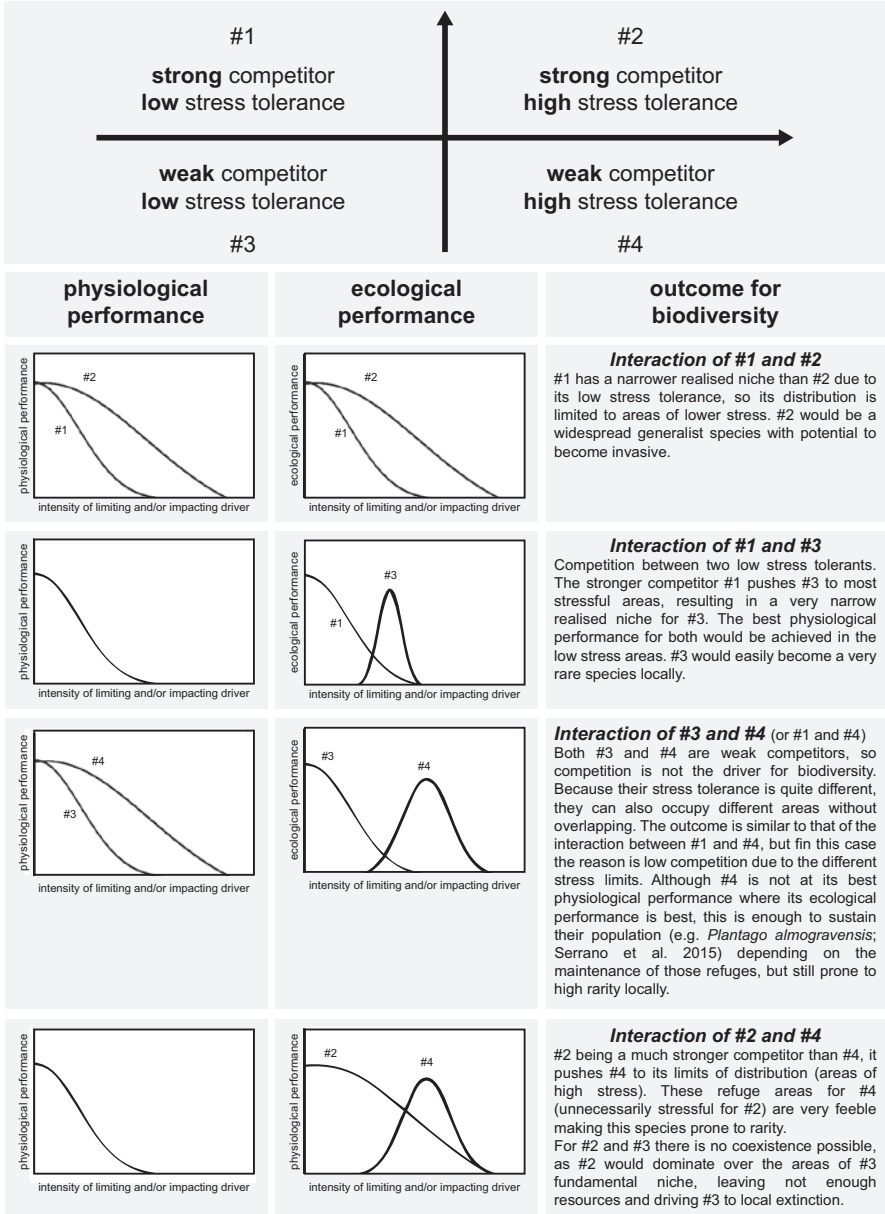 #1
#2
strong competitor
low stress tolerance
strong competitor
high stress tolerance
weak competitor
low stress tolerance
weak competitor
high stress tolerance
#3
#4
physiological
performance
ecological
performance
outcome for
biodiversity
physiological performance
#2
#1
intensity of limiting and/or impacting driver
ecological performance
#2
#1
intensity of limiting and/or impacting driver
Interaction of #1 and #2
#1 has a narrower realised niche than #2 due to
its low stress tolerance, so its distribution is
limited to areas of lower stress. #2 would be a
widespread generalist species with potential to
become invasive.
physiological performance
intensity of limiting and/or impacting driver
ecological performance
#3
#1
intensity of limiting and/or impacting driver
Interaction of #1 and #3
Competition between two low stress tolerants.
The stronger competitor #1 pushes #3 to most
stressful areas, resulting in a very narrow
realised niche for #3. The best physiological
performance for both would be achieved in the
low stress areas. #3 would easily become a very
rare species locally.
physiological performance
#4
#3
intensity of limiting and/or impacting driver
ecological performance
#3
#4
intensity of limiting and/or impacting driver
Interaction of #3 and #4 (or #1 and #4)
Both #3 and #4 are weak competitors, so
competition is not the driver for biodiversity.
Because their stress tolerance is quite different,
they can also occupy different areas without
overlapping. The outcome is similar to that of the
interaction between #1 and #4, but fin this case
the reason is low competition due to the different
stress limits. Although #4 is not at its best
physiological performance where its ecological
performance is best, this is enough to sustain
their population (e.g. Plantago almogravensis;
Serrano et al. 2015) depending on the
maintenance of those refuges, but still prone to
high rarity locally.
physiological performance
intensity of limiting and/or impacting driver
ecological performance
#2
#4
intensity of limiting and/or impacting driver
Interaction of #2 and #4
#2 being a much stronger competitor than #4, it
pushes #4 to its limits of distribution (areas of
high stress). These refuge areas for #4
(unnecessarily stressful for #2) are very feeble
making this species prone to rarity.
For #2 and #3 there is no coexistence possible,
as #2 would dominate over the areas of #3
fundamental niche, leaving not enough
resources and driving #3 to local extinction.